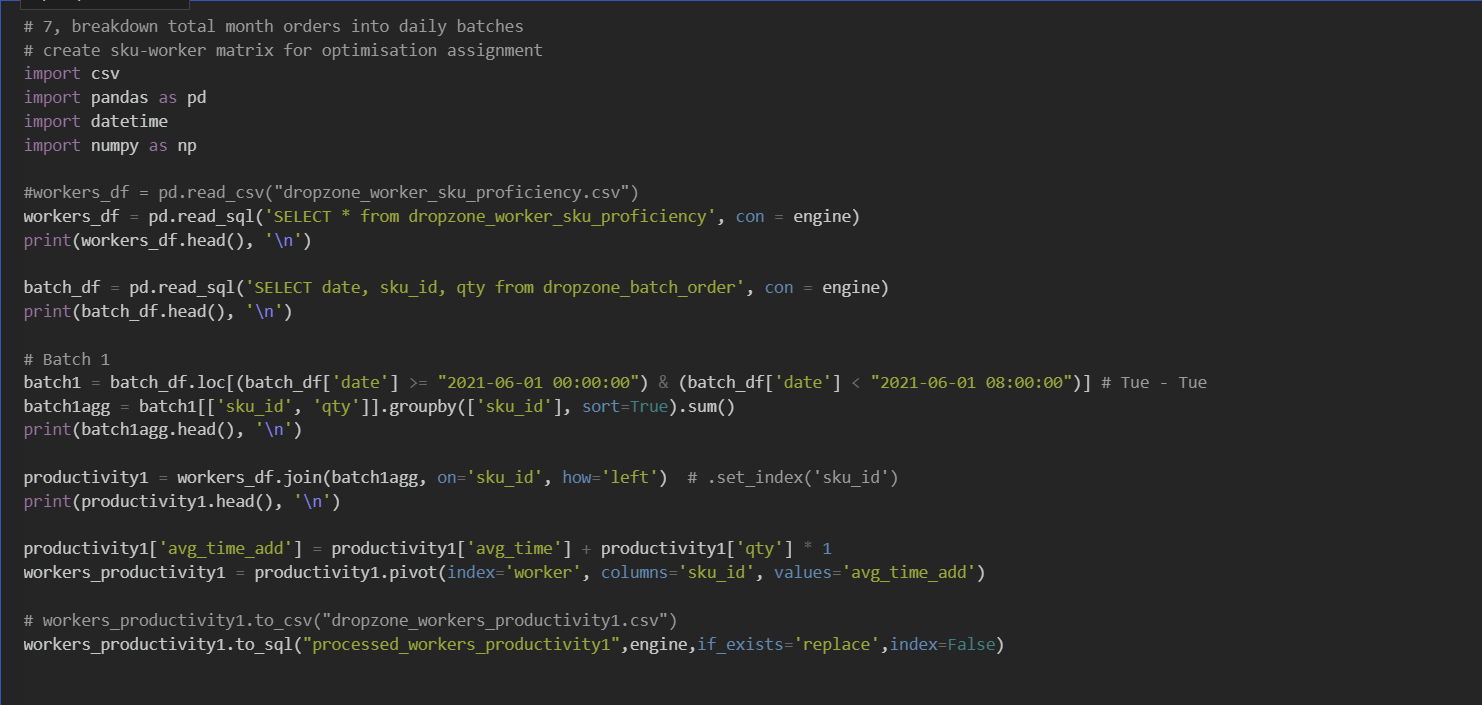 # 7, breakdown total month orders into daily batches
# create sku-worker matrix for optimisation assignment
import csv
import pandas as pd
import datetime
import numpy as np
#workers_df = pd.read_csv("dropzone_worker_sku_proficiency.csv")
workers_df = pd.read_sql('SELECT * from dropzone_worker_sku_proficiency', con = engine)
print(workers_df.head(), '\n')
batch_df = pd.read_sql('SELECT date, sku_id, qty from dropzone_batch_order', con = engine)
print(batch_df.head(), '\n')
# Batch 1
batch1 = batch_df.loc[(batch_df['date'] >= "2021-06-01 00:00:00") & (batch_df['date'] < "2021-06-01 08:00:00")] # Tue - Tue
batch1agg = batch1[['sku_id', 'qty']].groupby(['sku_id'], sort=True).sum()
print(batch1agg.head(), '\n')
productivity1 = workers_df.join(batch1agg, on='sku_id', how='left')  # .set_index('sku_id')
print(productivity1.head(), '\n')
productivity1['avg_time_add'] = productivity1['avg_time'] + productivity1['qty'] * 1
workers_productivity1 = productivity1.pivot(index='worker', columns='sku_id', values='avg_time_add')
# workers_productivity1.to_csv("dropzone_workers_productivity1.csv")
workers_productivity1.to_sql("processed_workers_productivity1",engine,if_exists='replace',index=False)